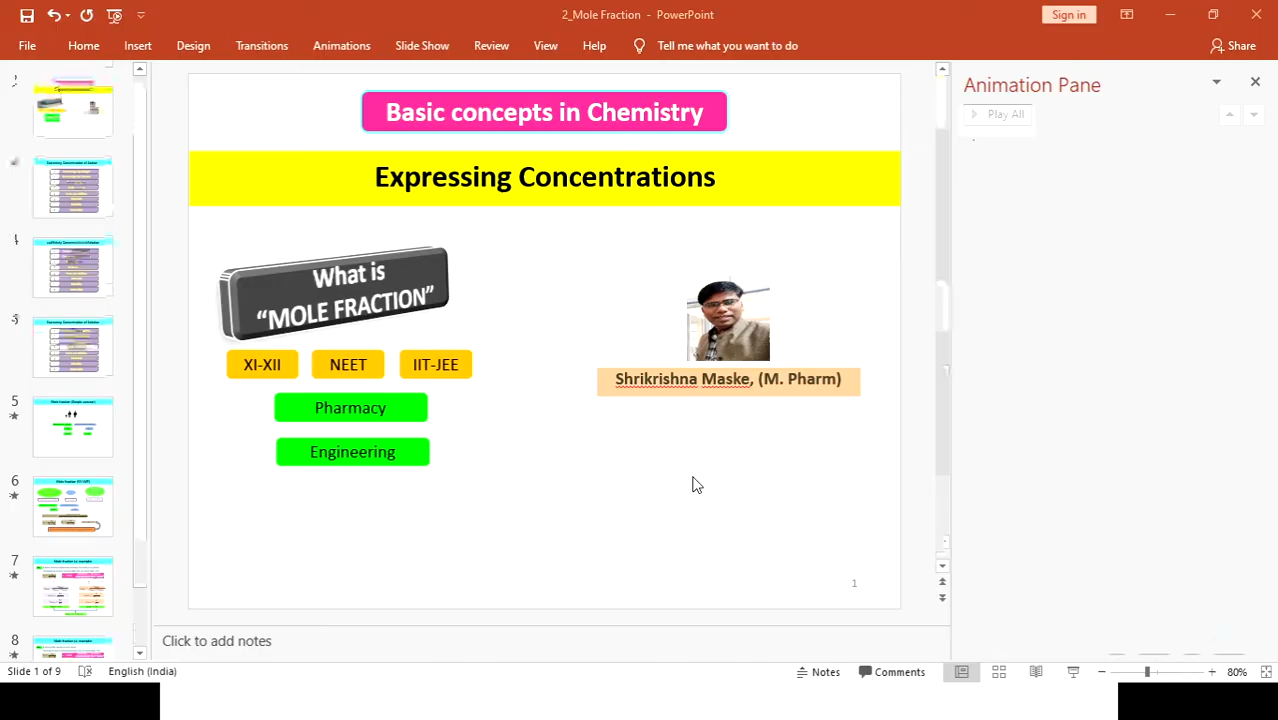 2_Mole Fraction - PowerPoint
Sign in
File Home Insert Design Transitions Animations Slide Show Review View Help Tell me what you want to do Share
Basic concepts in Chemistry
Expressing Concentrations
What is
"MOLE FRACTION"
XI-XII NEET IIT-JEE
Pharmacy
Engineering
Shrikrishna Maske, (M. Pharm)
1
Animation Pane
Play All
5
6
7
8
Click to add notes
Slide 1 of 9 English (India) Notes Comments 80%